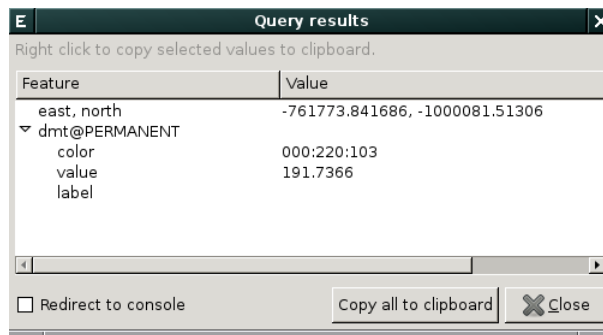 E Query results X
Right click to copy selected values to clipboard.
Feature Value
east, north -761773.841686, -1000081.51306
dmt@PERMANENT
color 000:220:103
value 191.7366
label
Redirect to console Copy all to clipboard Close